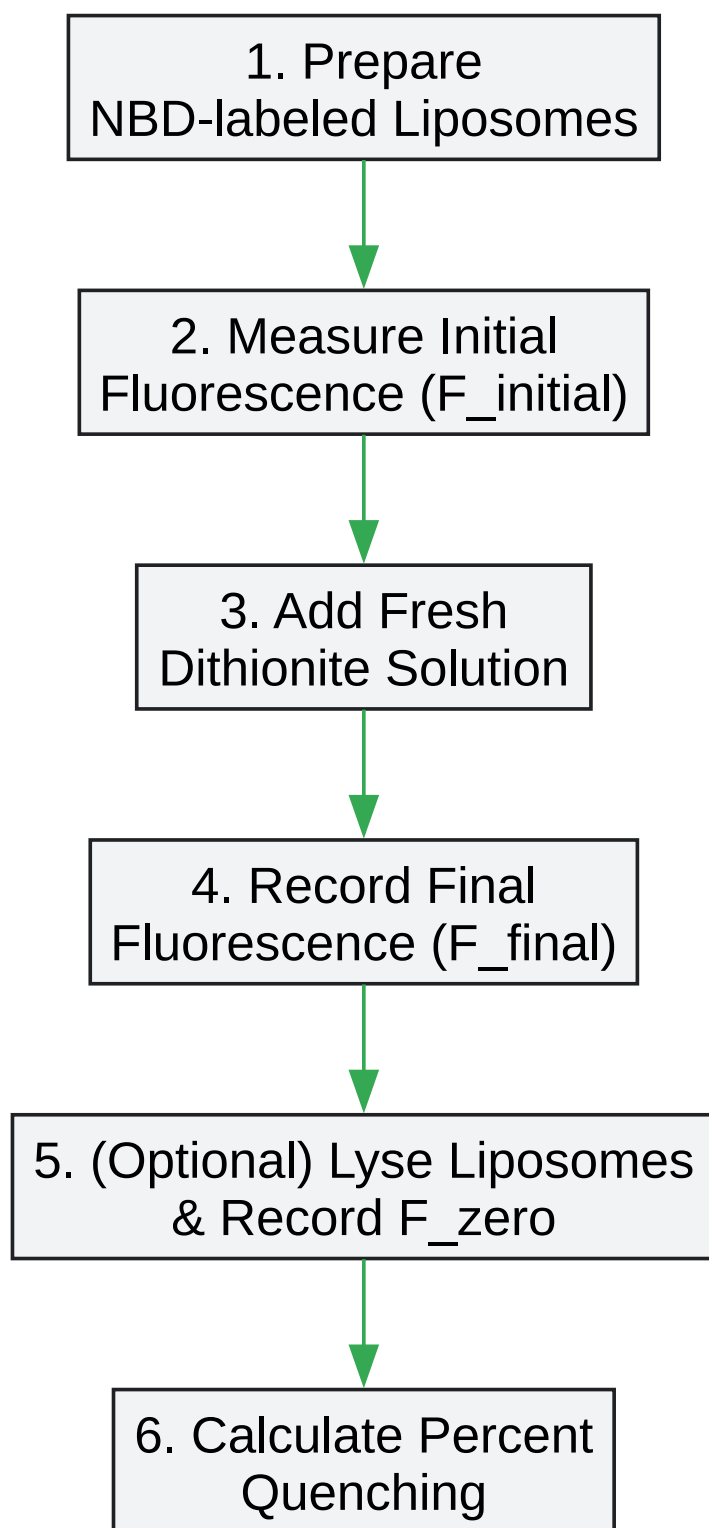 1. Prepare
NBD-labeled Liposomes
2. Measure Initial
Fluorescence (F_initial)
3. Add Fresh
Dithionite Solution
4. Record Final
Fluorescence (F_final)
5. (Optional) Lyse Liposomes
& Record F_zero
6. Calculate Percent
Quenching